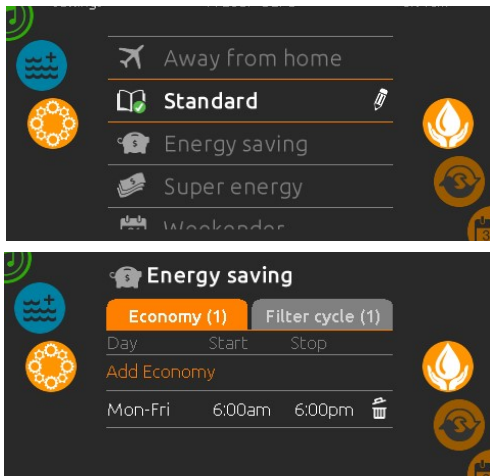 Away from home
Standard
Energy saving
Super energy
Weekender
Energy saving
Economy (1) Filter cycle (1)
Day Start Stop
Add Economy
Mon-Fri 6:00am 6:00pm